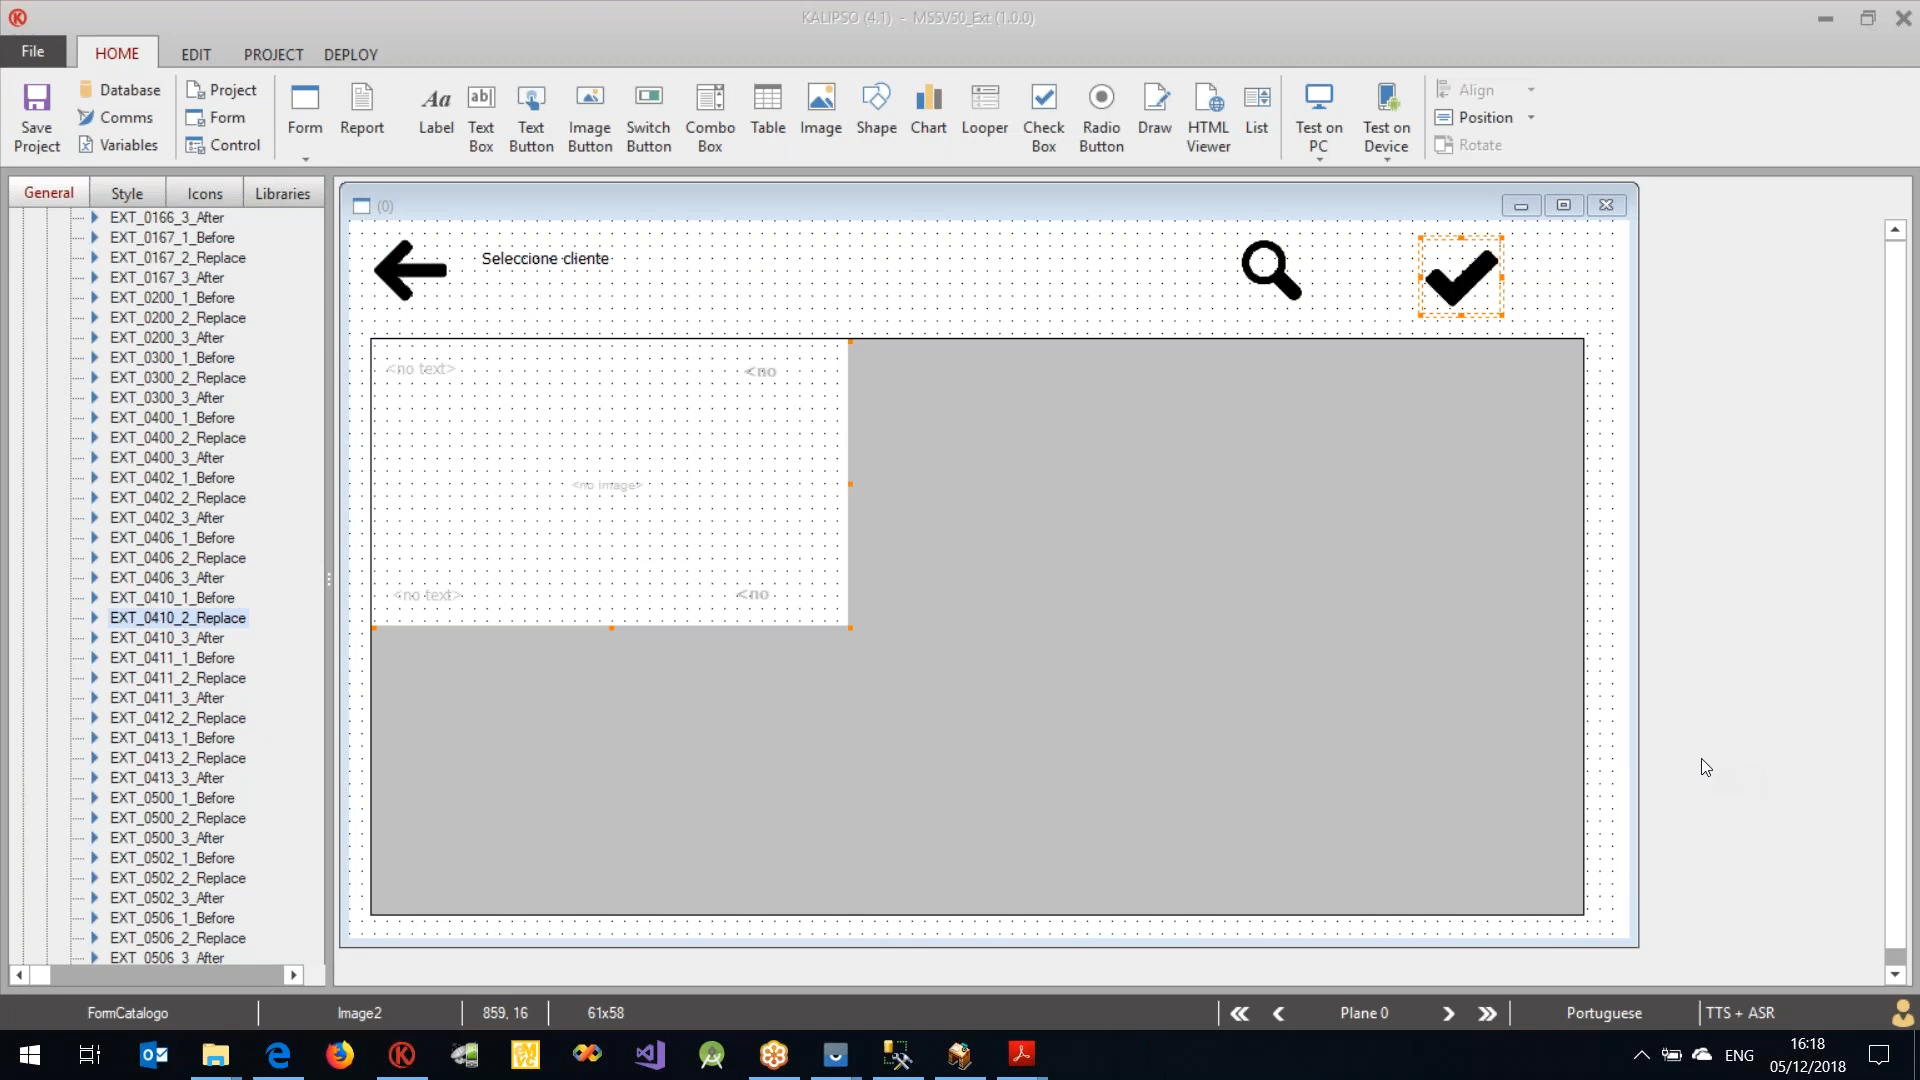 KALIPSO (4.1) - MSSV50_Ext (1.0.0)
File
HOME
EDIT
PROJECT
DEPLOY
Save Project
Database
Comms
Variables
Project
Form
Control
Form
Report
Aa
Label
ab|
Text Box
Text Button
Image Button
Switch Button
Combo Box
Table
Image
Shape
Chart
Looper
Check Box
Radio Button
Draw
HTML Viewer
List
Test on PC
Test on Device
Align
Position
Rotate
General
Style
Icons
Libraries
EXT_0166_3_After
EXT_0167_1_Before
EXT_0167_2_Replace
EXT_0167_3_After
EXT_0200_1_Before
EXT_0200_2_Replace
EXT_0200_3_After
EXT_0300_1_Before
EXT_0300_2_Replace
EXT_0300_3_After
EXT_0400_1_Before
EXT_0400_2_Replace
EXT_0400_3_After
EXT_0402_1_Before
EXT_0402_2_Replace
EXT_0402_3_After
EXT_0406_1_Before
EXT_0406_2_Replace
EXT_0406_3_After
EXT_0410_1_Before
EXT_0410_2_Replace
EXT_0410_3_After
EXT_0411_1_Before
EXT_0411_2_Replace
EXT_0411_3_After
EXT_0412_2_Replace
EXT_0413_1_Before
EXT_0413_2_Replace
EXT_0413_3_After
EXT_0500_1_Before
EXT_0500_2_Replace
EXT_0500_3_After
EXT_0502_1_Before
EXT_0502_2_Replace
EXT_0502_3_After
EXT_0506_1_Before
EXT_0506_2_Replace
EXT_0506_3_After
(0)
Seleccione cliente
<no text>
<no
<no image>
<no text>
<no
FormCatalogo
Image2
859, 16
61x58
Plane 0
Portuguese
TTS + ASR
ENG
16:18
05/12/2018